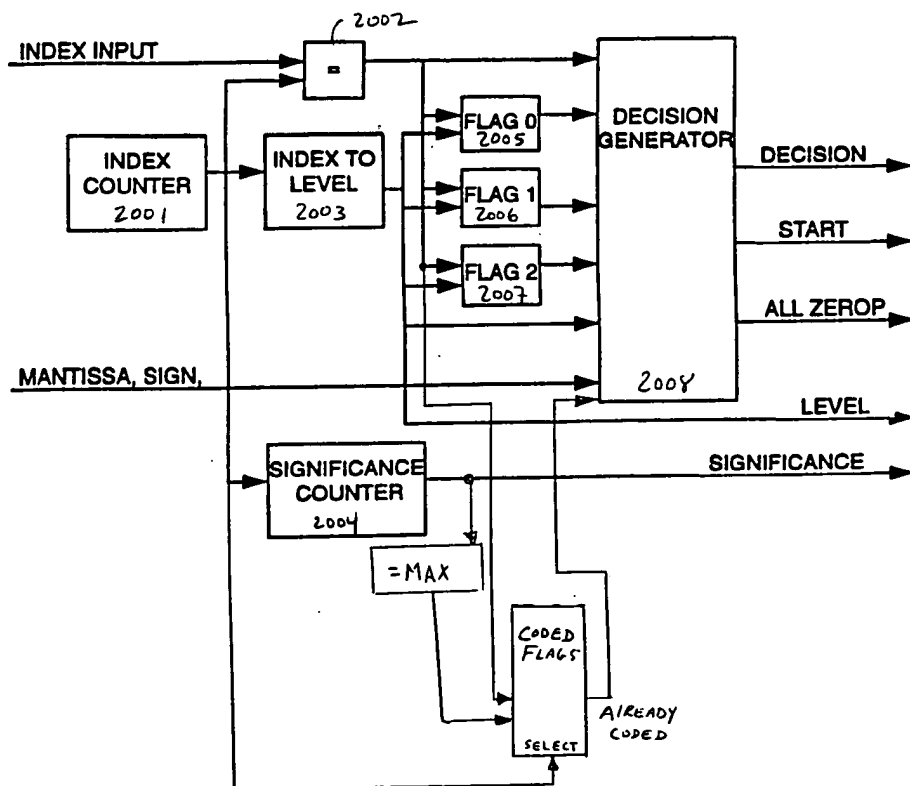 2002
INDEX INPUT
=
FLAG 0
2005
DECISION
GENERATOR
DECISION
INDEX
COUNTER
2001
INDEX TO
LEVEL
2003
FLAG 1
2006
START
FLAG 2
2007
ALL ZEROP
MANTISSA, SIGN,
2008
LEVEL
SIGNIFICANCE
COUNTER
2004
SIGNIFICANCE
=MAX
CODED
FLAGS
SELECT
AlREADY
CODED